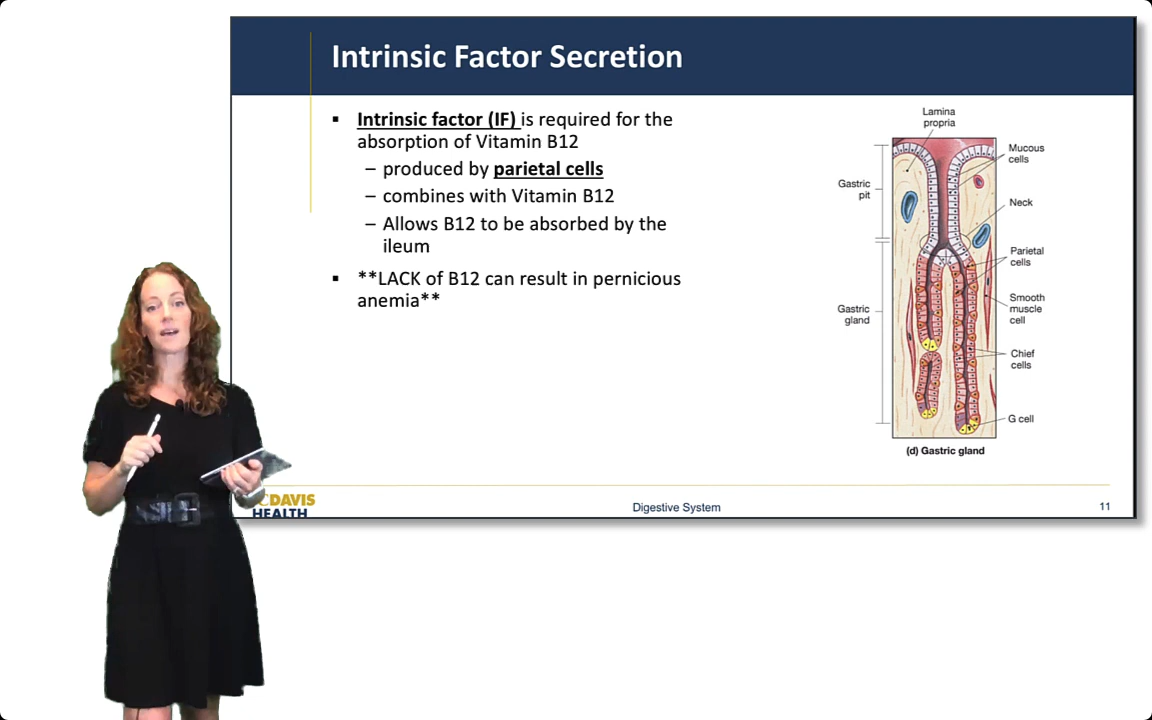 Intrinsic Factor Secretion
▪ Intrinsic factor (IF) is required for the
absorption of Vitamin B12
– produced by parietal cells
– combines with Vitamin B12
– Allows B12 to be absorbed by the
ileum
▪ **LACK of B12 can result in pernicious
anemia**
Lamina
propria
Mucous
cells
Gastric
pit
Neck
Parietal
cells
Smooth
muscle
cell
Gastric
gland
Chief
cells
G cell
(d) Gastric gland
DAVIS
HEALTH
Digestive System
11